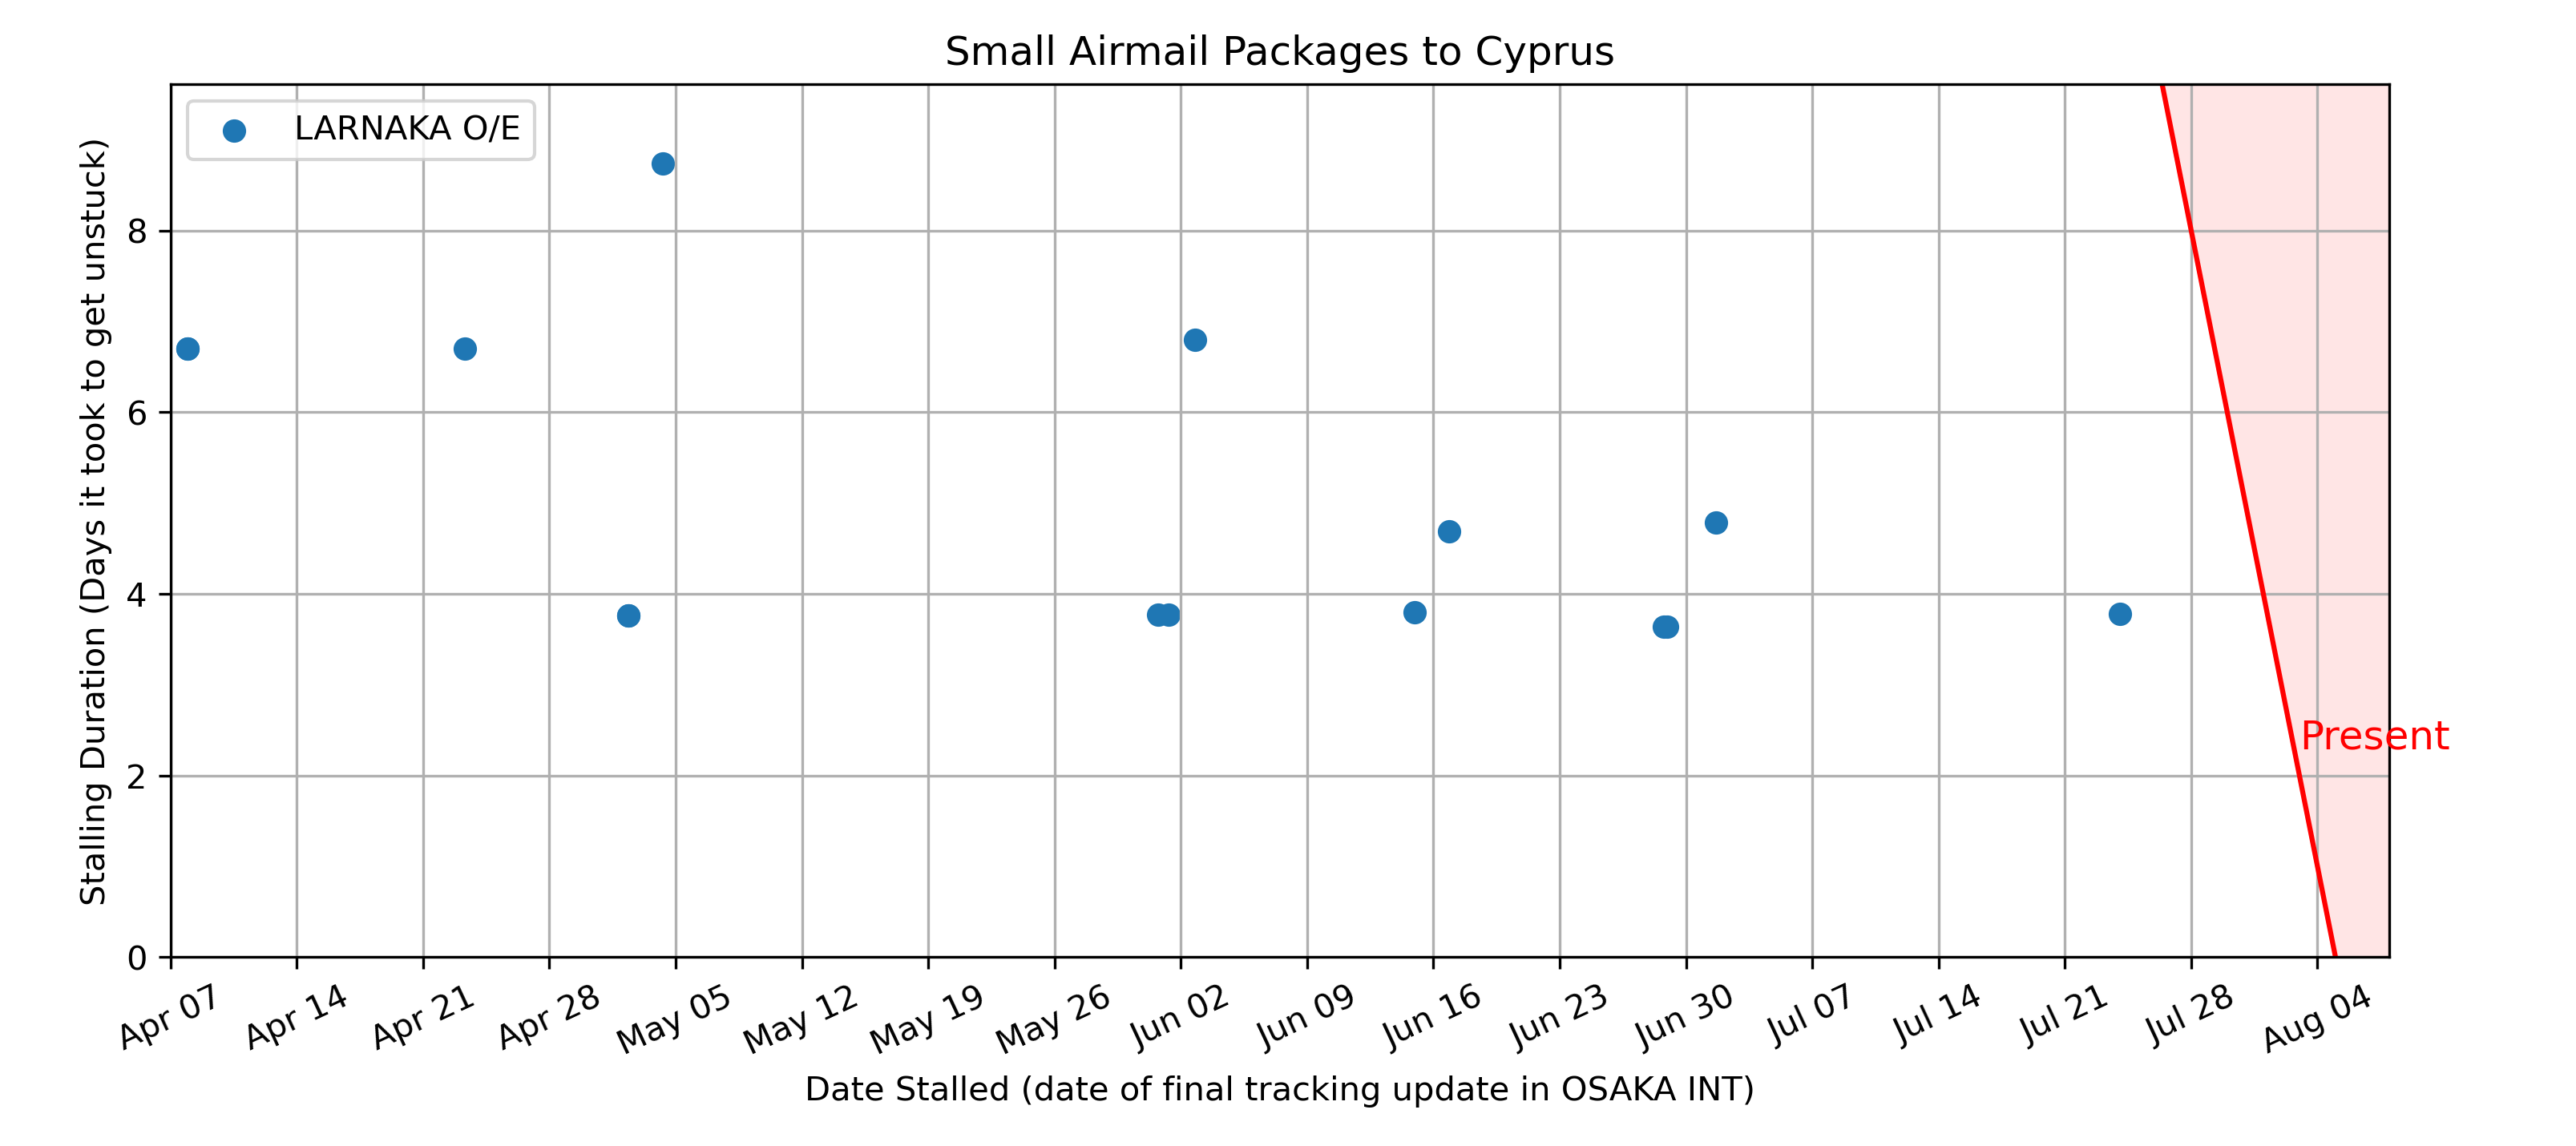 Small Airmail Packages to Cyprus
LARNAKA O/E
Stalling Duration (Days it took to get unstuck)
8
6
4
2
0
Present
Apr 07
Apr 14
Apr 21
Apr 28
May 05
May 12
May 19
May 26
Jun 02
Jun 09
Jun 16
Jun 23
Jun 30
Jul 07
Jul 14
Jul 21
Jul 28
Aug 04
Date Stalled (date of final tracking update in OSAKA INT)